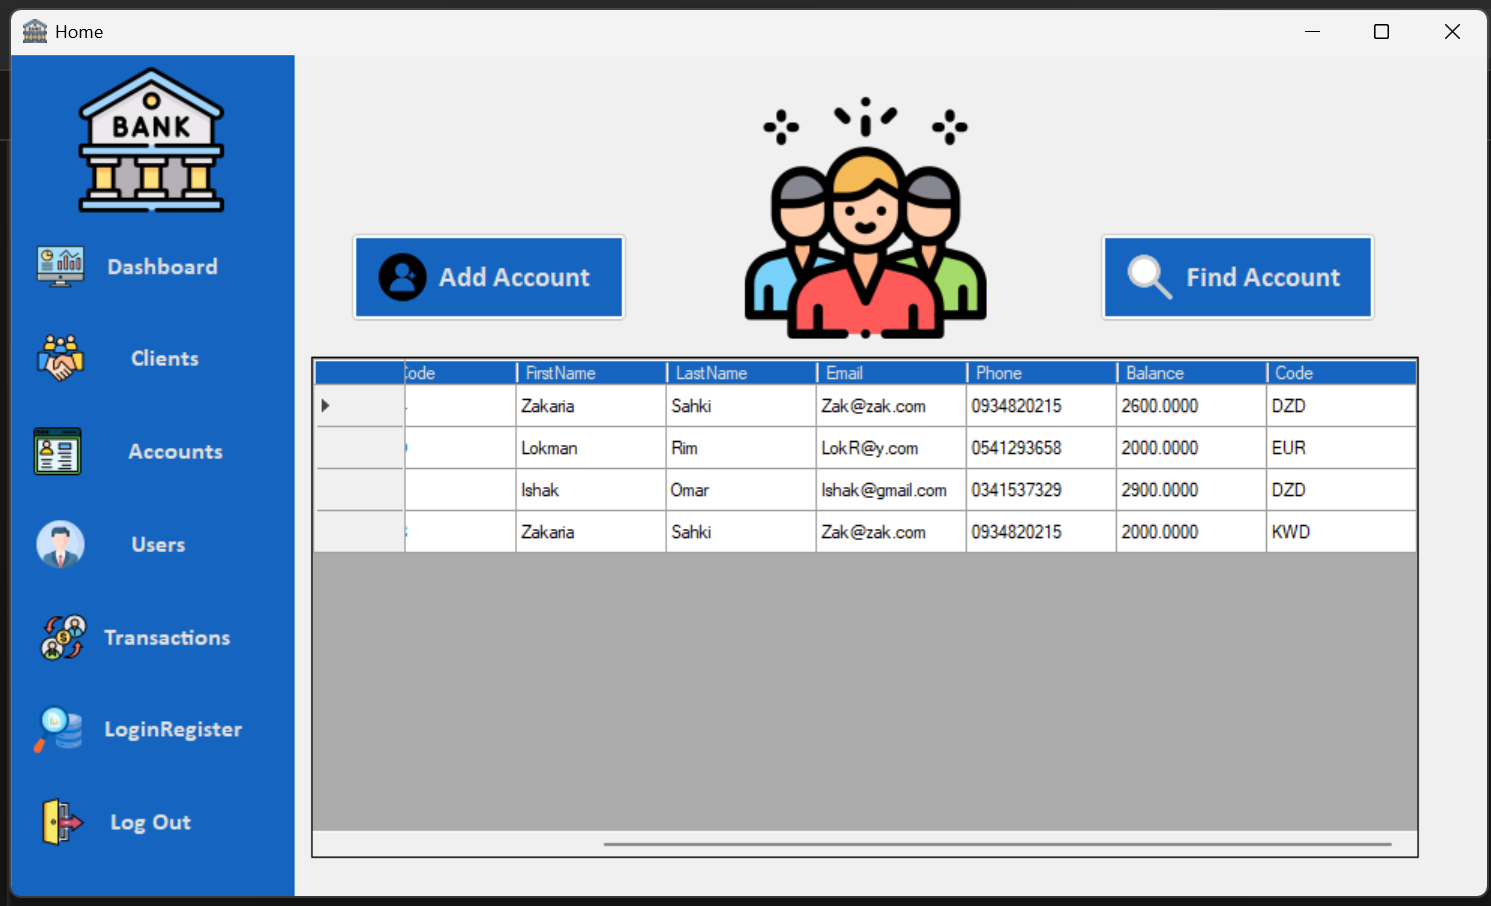 Home
BANK
Dashboard
Clients
Accounts
Users
Transactions
LoginRegister
Log Out
Add Account
Find Account
Code FirstName LastName Email Phone Balance Code
Zakaria Sahki Zak@zak.com 0934820215 2600.0000 DZD
Lokman Rim LokR@y.com 0541293658 2000.0000 EUR
Ishak Omar Ishak@gmail.com 0341537329 2900.0000 DZD
Zakaria Sahki Zak@zak.com 0934820215 2000.0000 KWD